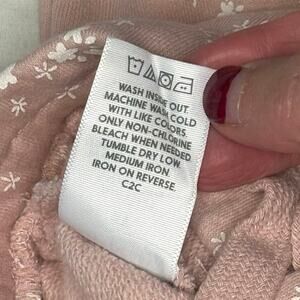 WASH INSIDE OUT.
MACHINE WASH COLD
WITH LIKE COLORS.
ONLY NON-CHLORINE
BLEACH WHEN NEEDED.
TUMBLE DRY LOW.
MEDIUM IRON.
IRON ON REVERSE.
C2C